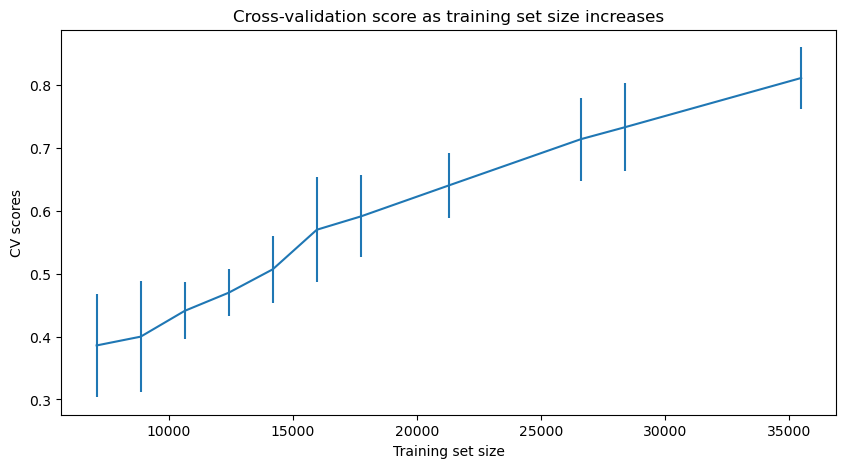 Cross-validation score as training set size increases
CV scores
0.8
0.7
0.6
0.5
0.4
0.3
10000 15000 20000 25000 30000 35000
Training set size